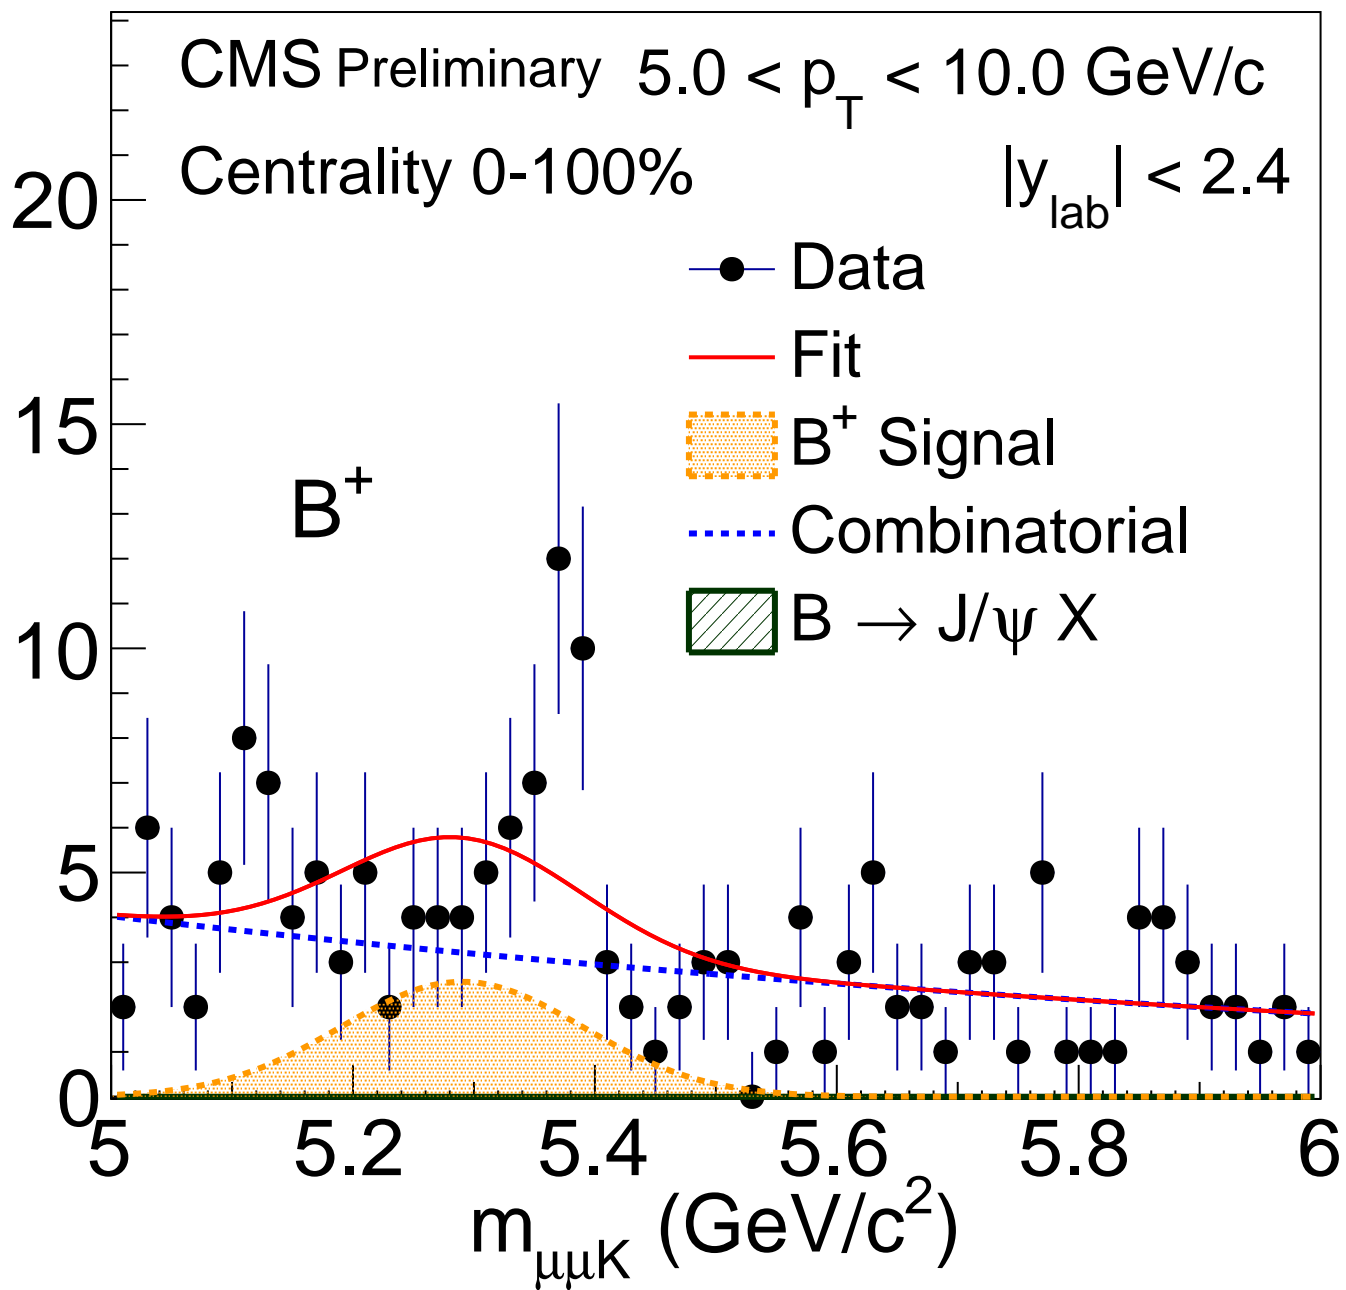 CMS Preliminary 5.0 < p_T < 10.0 GeV/c
Centrality 0-100% |y_lab| < 2.4
Data
Fit
B⁺ Signal
Combinatorial
B → J/ψ X
B⁺
20
15
10
5
0
5 5.2 5.4 5.6 5.8 6
m_μμK (GeV/c²)